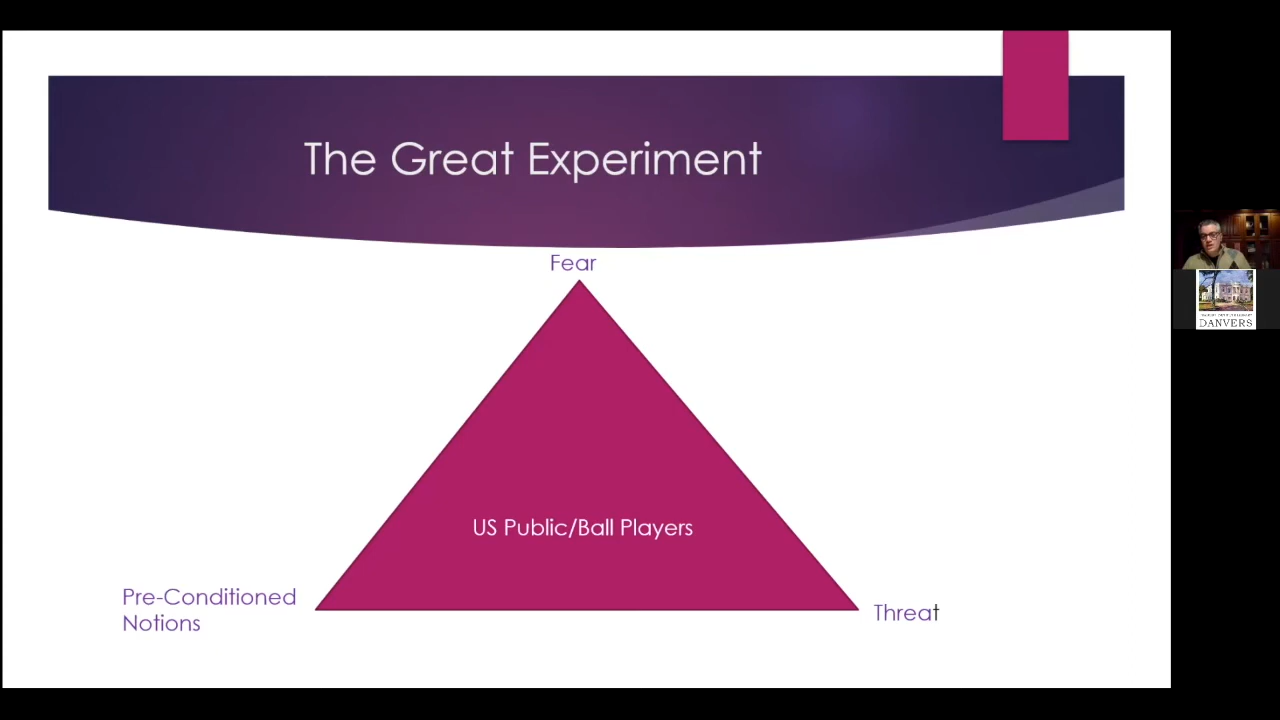 The Great Experiment
Fear
US Public/Ball Players
Pre-Conditioned
Notions
Threat
DANVERS